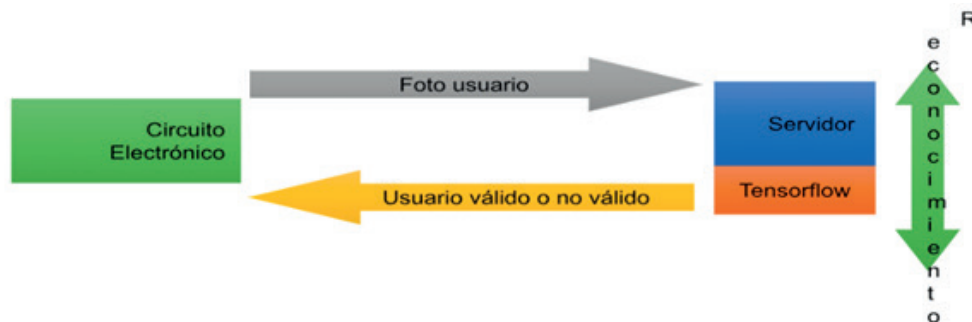 Foto usuario
Circuito
Electrónico
Servidor
Usuario válido o no válido
Tensorflow
R
e
c
o
n
o
c
i
m
i
e
n
t
o